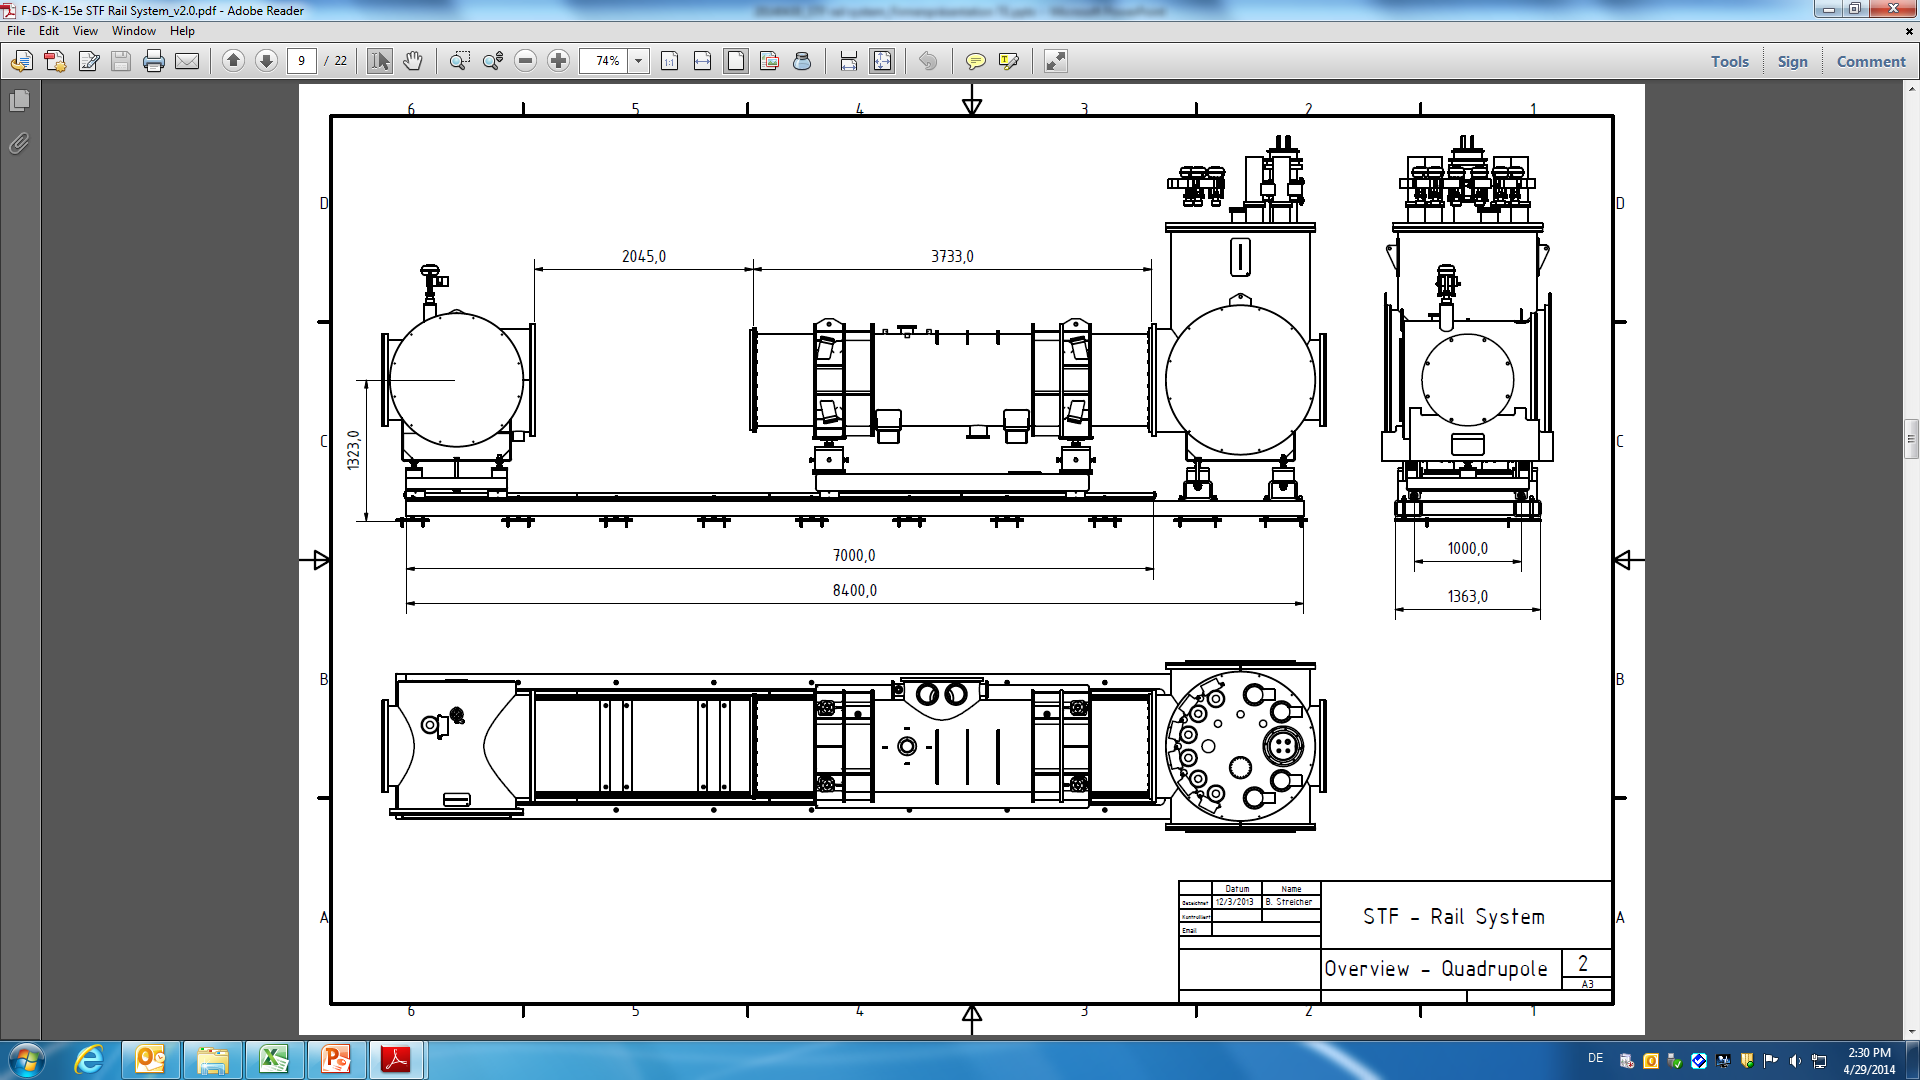 F-DS-K-15e STF Rail System_v2.0.pdf - Adobe Reader
File Edit View Window Help
9 / 22
74%
Tools Sign Comment
6 5 4 3 2 1
D D
2045,0 3733,0
1323,0
C C
7000,0 1000,0
8400,0 1363,0
B B
Datum Name
Gezeichnet 12/3/2013 B. Streicher
Kontrolliert
Email
STF - Rail System
A A
Overview - Quadrupole 2
A3
6 5 4 3 2 1
DE
2:30 PM
4/29/2014